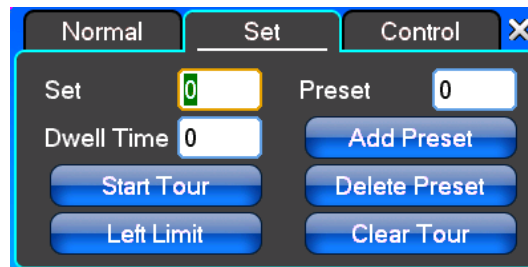 Normal Set Control
Set 0 Preset 0
Dwell Time 0 Add Preset
Start Tour Delete Preset
Left Limit Clear Tour